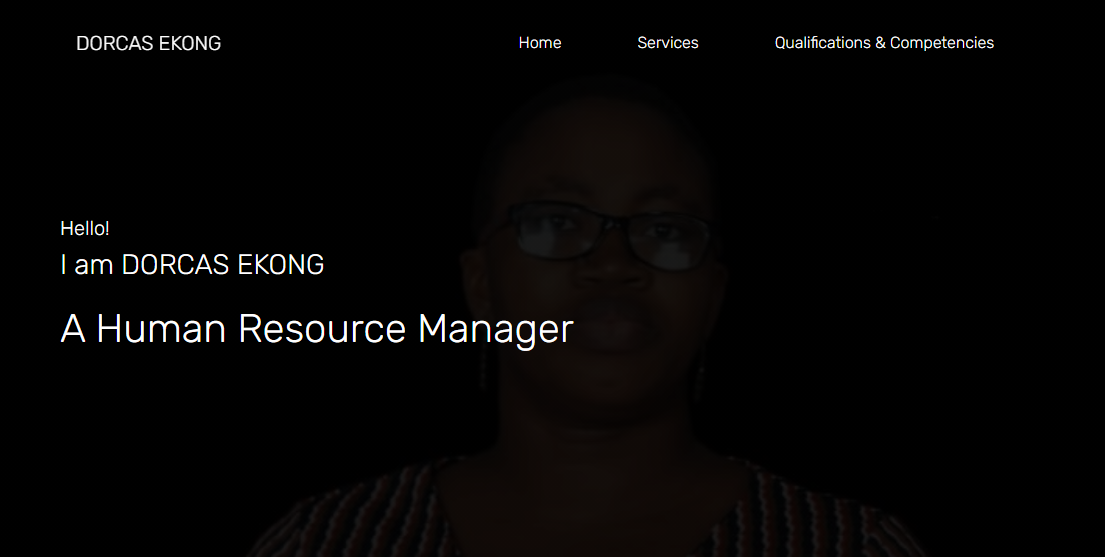 DORCAS EKONG
Home Services Qualifications & Competencies
Hello!
I am DORCAS EKONG
A Human Resource Manager